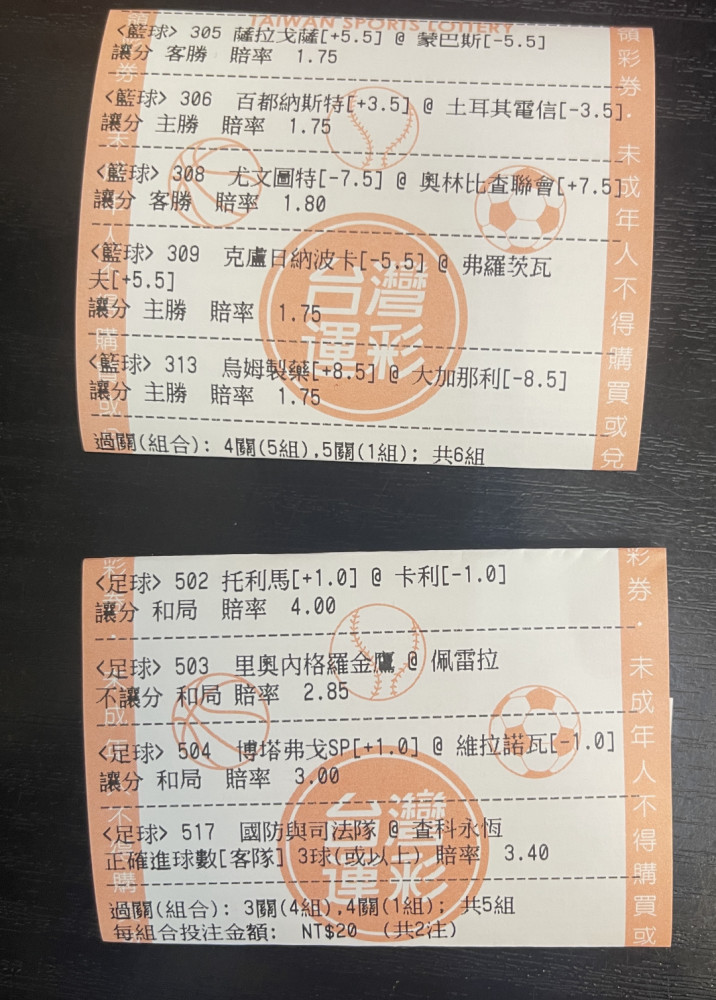 TAIWAN SPORTS LOTTERY
<籃球> 305 薩拉戈薩[+5.5] @ 蒙巴斯[-5.5]
讓分 客勝 賠率 1.75
<籃球> 306 百都納斯特[+3.5] @ 土耳其電信[-3.5]
讓分 主勝 賠率 1.75
<籃球> 308 尤文圖特[-7.5] @ 奧林比查聯會[+7.5]
讓分 客勝 賠率 1.80
<籃球> 309 克盧日納波卡[-5.5] @ 弗羅茨瓦
夫[+5.5]
讓分 主勝 賠率 1.75
<籃球> 313 烏姆製藥[+8.5] @ 大加那利[-8.5]
讓分 主勝 賠率 1.75
過關(組合): 4關(5組),5關(1組); 共6組
台灣
運彩
領彩券．未成年人不得購買或兌
<足球> 502 托利馬[+1.0] @ 卡利[-1.0]
讓分 和局 賠率 4.00
<足球> 503 里奧內格羅金鷹 @ 佩雷拉
不讓分 和局 賠率 2.85
<足球> 504 博塔弗戈SP[+1.0] @ 維拉諾瓦[-1.0]
讓分 和局 賠率 3.00
<足球> 517 國防與司法隊 @ 查科永恆
正確進球數[客隊] 3球(或以上) 賠率 3.40
過關(組合): 3關(4組),4關(1組); 共5組
每組合投注金額: NT$20 (共2注)
台灣
運彩
彩券．未成年人不得購買或